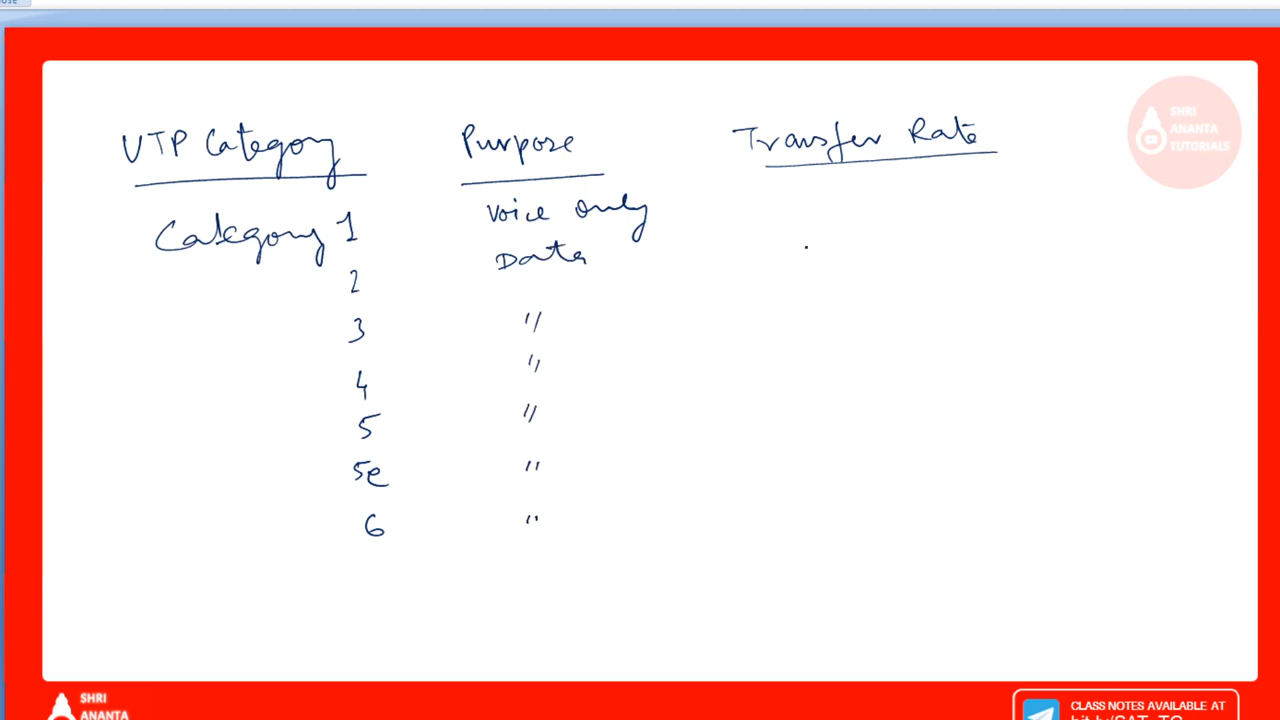 ose
UTP Category Purpose Transfer Rate
SHRI
ANANTA
TUTORIALS
Category 1 Voice Only
2 Data
3 "
4 "
5 "
5e "
6 "
SHRI
ANANTA
CLASS NOTES AVAILABLE AT